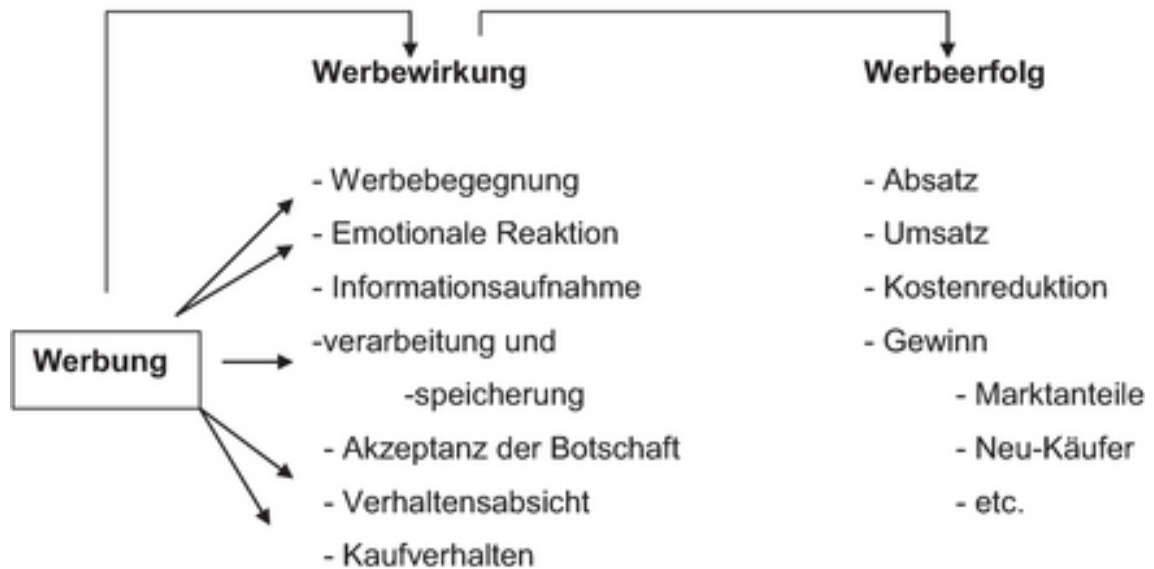 Werbewirkung
Werbeerfolg
Werbung
- Werbebegegnung
- Emotionale Reaktion
- Informationsaufnahme
-verarbeitung und
-speicherung
- Akzeptanz der Botschaft
- Verhaltensabsicht
- Kaufverhalten
- Absatz
- Umsatz
- Kostenreduktion
- Gewinn
- Marktanteile
- Neu-Käufer
- etc.